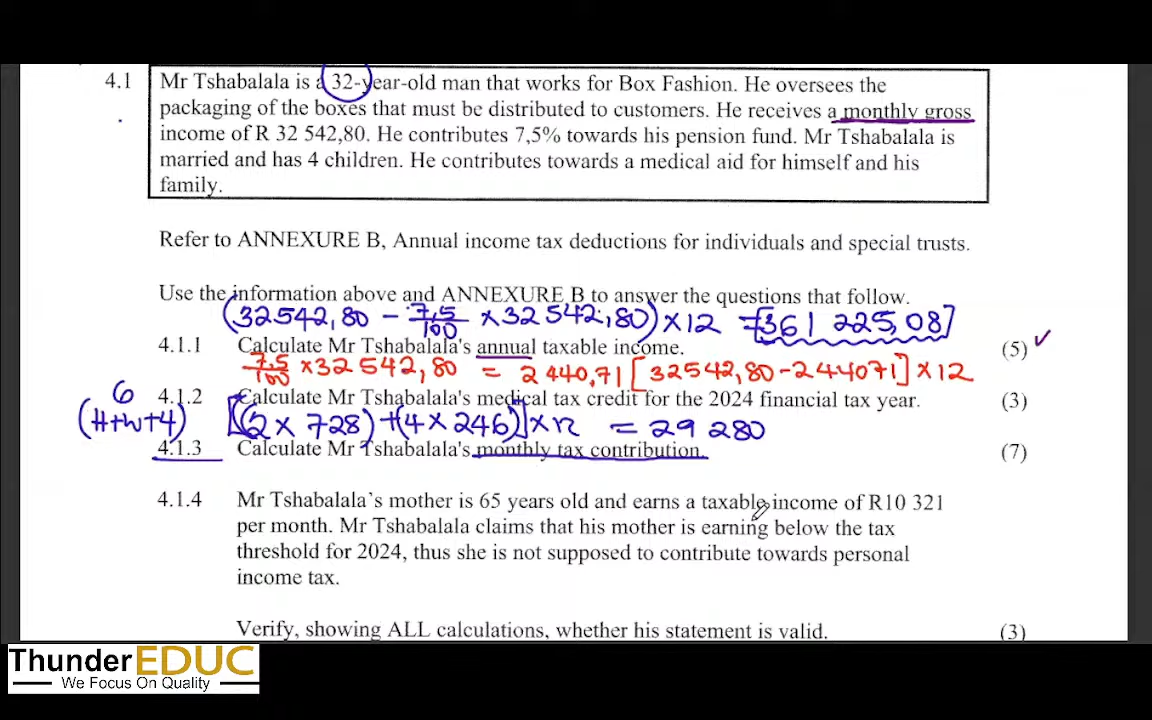 4.1 Mr Tshabalala is a 32-year-old man that works for Box Fashion. He oversees the
packaging of the boxes that must be distributed to customers. He receives a monthly gross
income of R 32 542,80. He contributes 7,5% towards his pension fund. Mr Tshabalala is
married and has 4 children. He contributes towards a medical aid for himself and his
family.
Refer to ANNEXURE B, Annual income tax deductions for individuals and special trusts.
Use the information above and ANNEXURE B to answer the questions that follow.
(32542,80 - 7,5/100 × 32542,80) × 12 = [361 225,08]
4.1.1 Calculate Mr Tshabalala's annual taxable income. (5) ✓
7.5/100 × 32542,80 = 2440,71 [32542,80 - 244071] × 12
4.1.2 Calculate Mr Tshabalala's medical tax credit for the 2024 financial tax year. (3)
6
(H+W+4) [(2 × 728) + (4 × 246)] × 12 = 29 280
4.1.3 Calculate Mr Tshabalala's monthly tax contribution. (7)
4.1.4 Mr Tshabalala's mother is 65 years old and earns a taxable income of R10 321
per month. Mr Tshabalala claims that his mother is earning below the tax
threshold for 2024, thus she is not supposed to contribute towards personal
income tax.
Verify, showing ALL calculations, whether his statement is valid. (3)
ThunderEDUC
We Focus On Quality